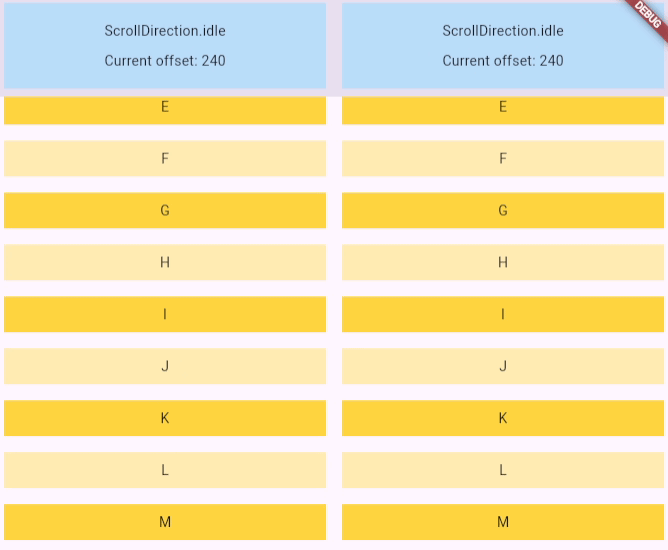 ScrollDirection.idle
Current offset: 240
E
F
G
H
I
J
K
L
M
ScrollDirection.idle
Current offset: 240
E
F
G
H
I
J
K
L
M
DEBUG